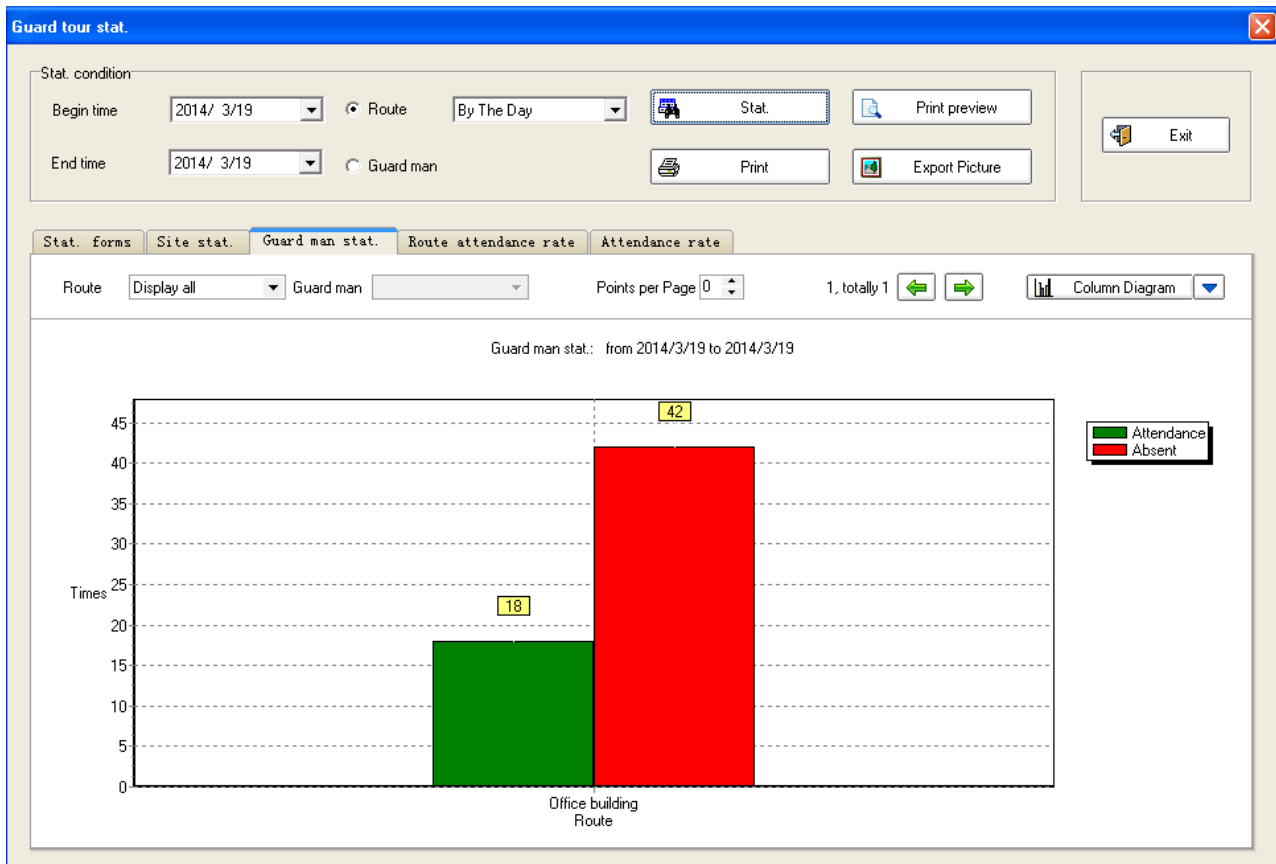 Guard tour stat.
Stat. condition
Begin time 2014/ 3/19 Route By The Day Stat. Print preview
Exit
End time 2014/ 3/19 Guard man Print Export Picture
Stat. forms Site stat. Guard man stat. Route attendance rate Attendance rate
Route Display all Guard man Points per Page 0 1, totally 1 Column Diagram
Guard man stat.: from 2014/3/19 to 2014/3/19
42
45
Attendance
Absent
40
35
30
Times 25
18
20
15
10
5
0
Office building
Route